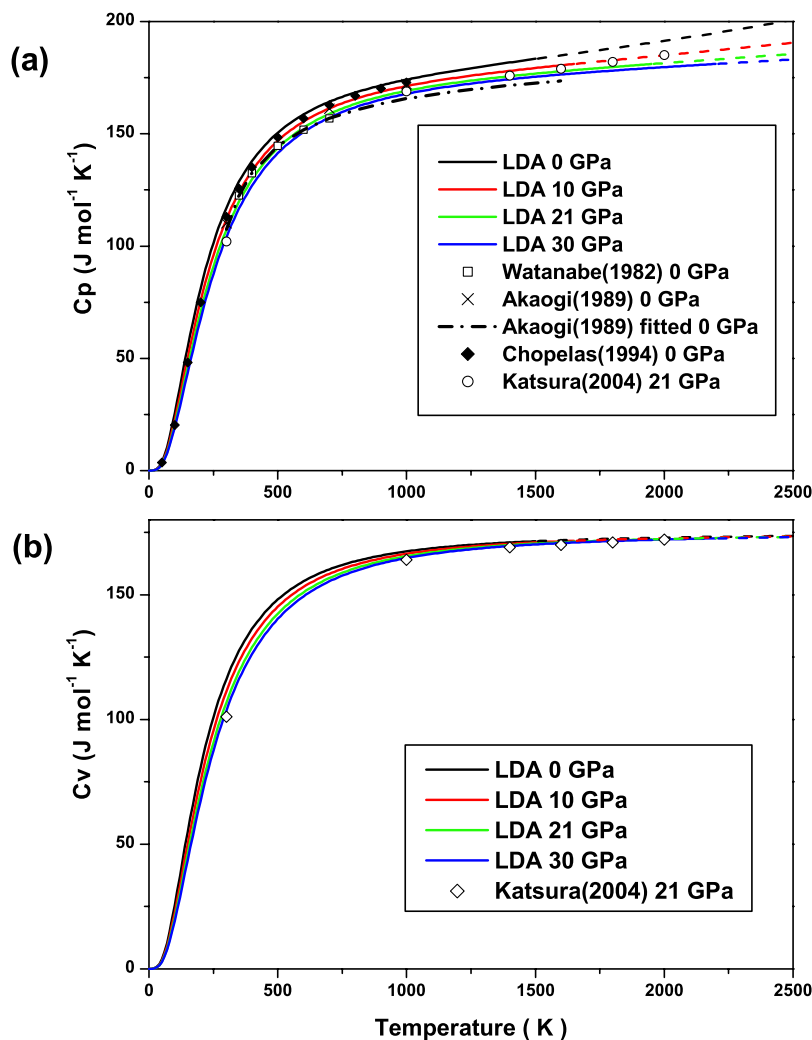 (a)
200
150
100
50
0
Cp (J mol-1 K-1)
LDA 0 GPa
LDA 10 GPa
LDA 21 GPa
LDA 30 GPa
Watanabe(1982) 0 GPa
Akaogi(1989) 0 GPa
Akaogi(1989) fitted 0 GPa
Chopelas(1994) 0 GPa
Katsura(2004) 21 GPa
0 500 1000 1500 2000 2500
(b)
150
100
50
0
Cv (J mol-1 K-1)
LDA 0 GPa
LDA 10 GPa
LDA 21 GPa
LDA 30 GPa
Katsura(2004) 21 GPa
0 500 1000 1500 2000 2500
Temperature ( K )